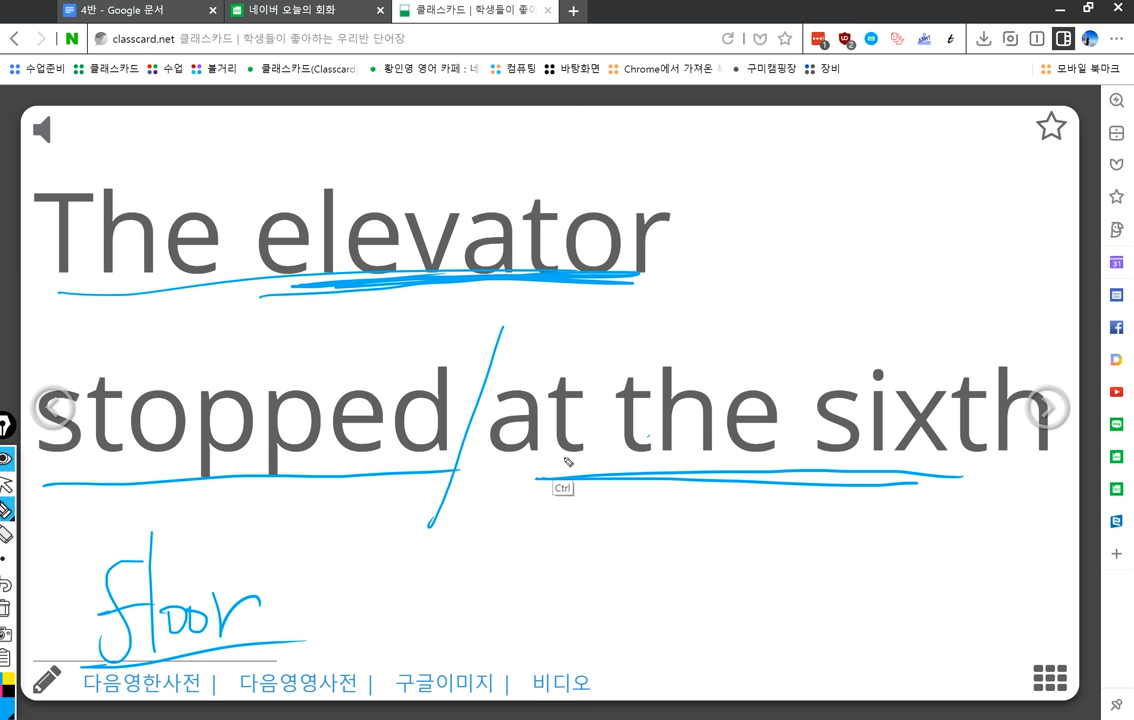 4반 - Google 문서
네이버 오늘의 회화
클래스카드 | 학생들이 좋아
classcard.net 클래스카드 | 학생들이 좋아하는 우리반 단어장
수업준비 클래스카드 수업 볼거리 클래스카드(Classcard) 황인영 영어 카페 : 네 컴퓨팅 바탕화면 Chrome에서 가져온 구미캠핑장 장비 모바일 북마크
The elevator
stopped / at the sixth
Ctrl
floor
다음영한사전 | 다음영영사전 | 구글이미지 | 비디오